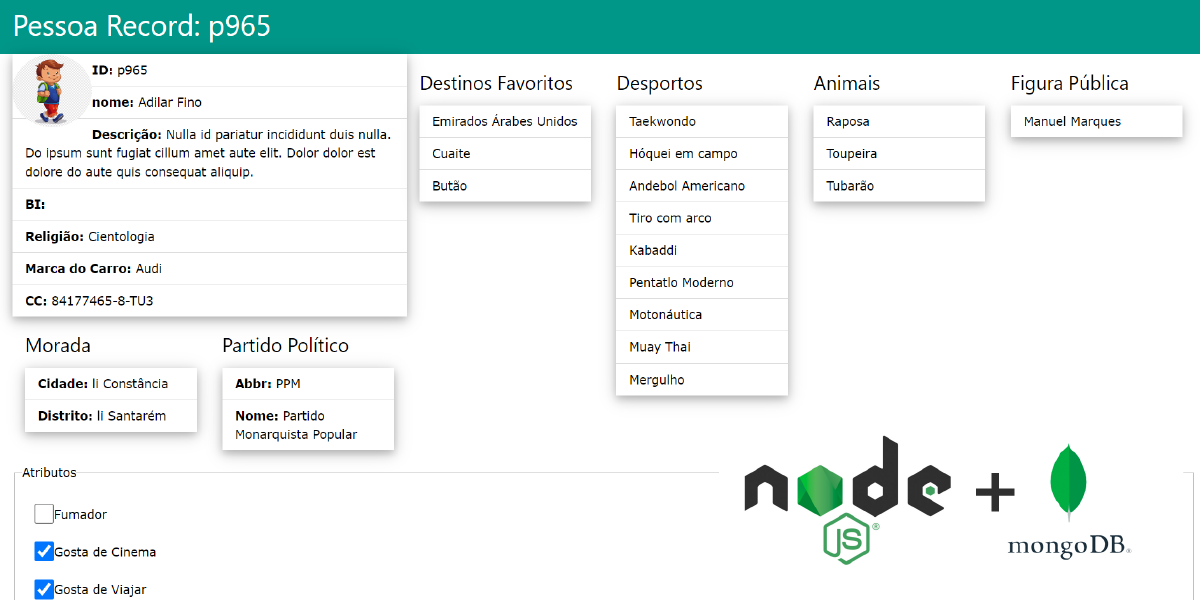 Pessoa Record: p965
ID: p965
nome: Adilar Fino
Descrição: Nulla id pariatur incididunt duis nulla.
Do ipsum sunt fugiat cillum amet aute elit. Dolor dolor est
dolore do aute quis consequat aliquip.
BI:
Religião: Cientologia
Marca do Carro: Audi
CC: 84177465-8-TU3
Morada
Cidade: li Constância
Distrito: li Santarém
Partido Político
Abbr: PPM
Nome: Partido
Monarquista Popular
Destinos Favoritos
Emirados Árabes Unidos
Cuaite
Butão
Desportos
Taekwondo
Hóquei em campo
Andebol Americano
Tiro com arco
Kabaddi
Pentatlo Moderno
Motonáutica
Muay Thai
Mergulho
Animais
Raposa
Toupeira
Tubarão
Figura Pública
Manuel Marques
Atributos
Fumador
Gosta de Cinema
Gosta de Viajar
node
JS®
+
mongoDB®